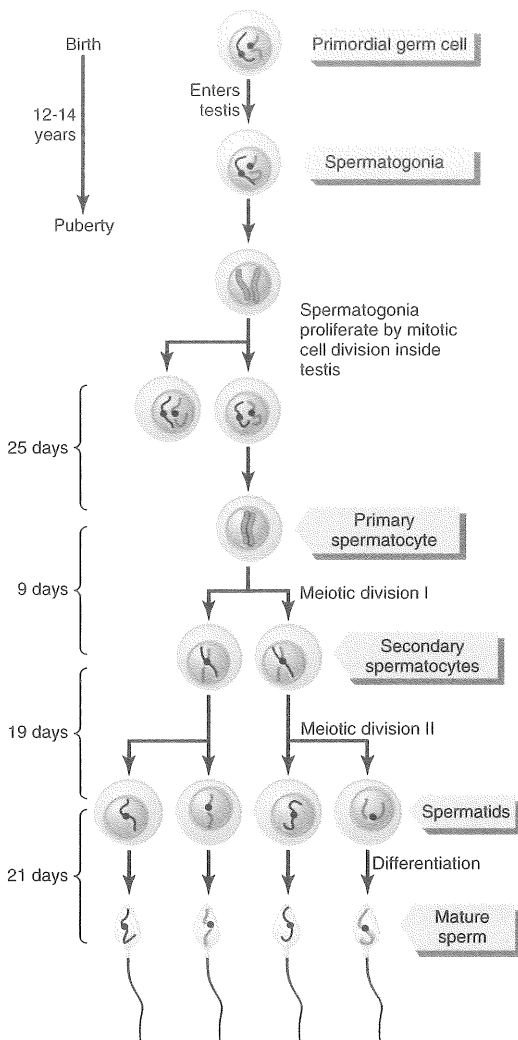 Birth
Primordial germ cell
Enters
testis
12-14
years
Spermatogonia
Puberty
Spermatogonia
proliferate by mitotic
cell division inside
testis
25 days
Primary
spermatocyte
9 days
Meiotic division I
Secondary
spermatocytes
19 days
Meiotic division II
Spermatids
21 days
Differentiation
Mature
sperm